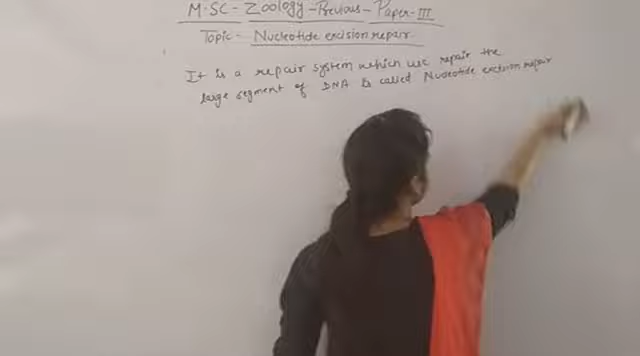 M.SC- Zoology -Previous- Paper-III
Topic- Nucleotide excision repair
It is a repair system which we repair the
large segment of DNA is called Nucleotide excision repair